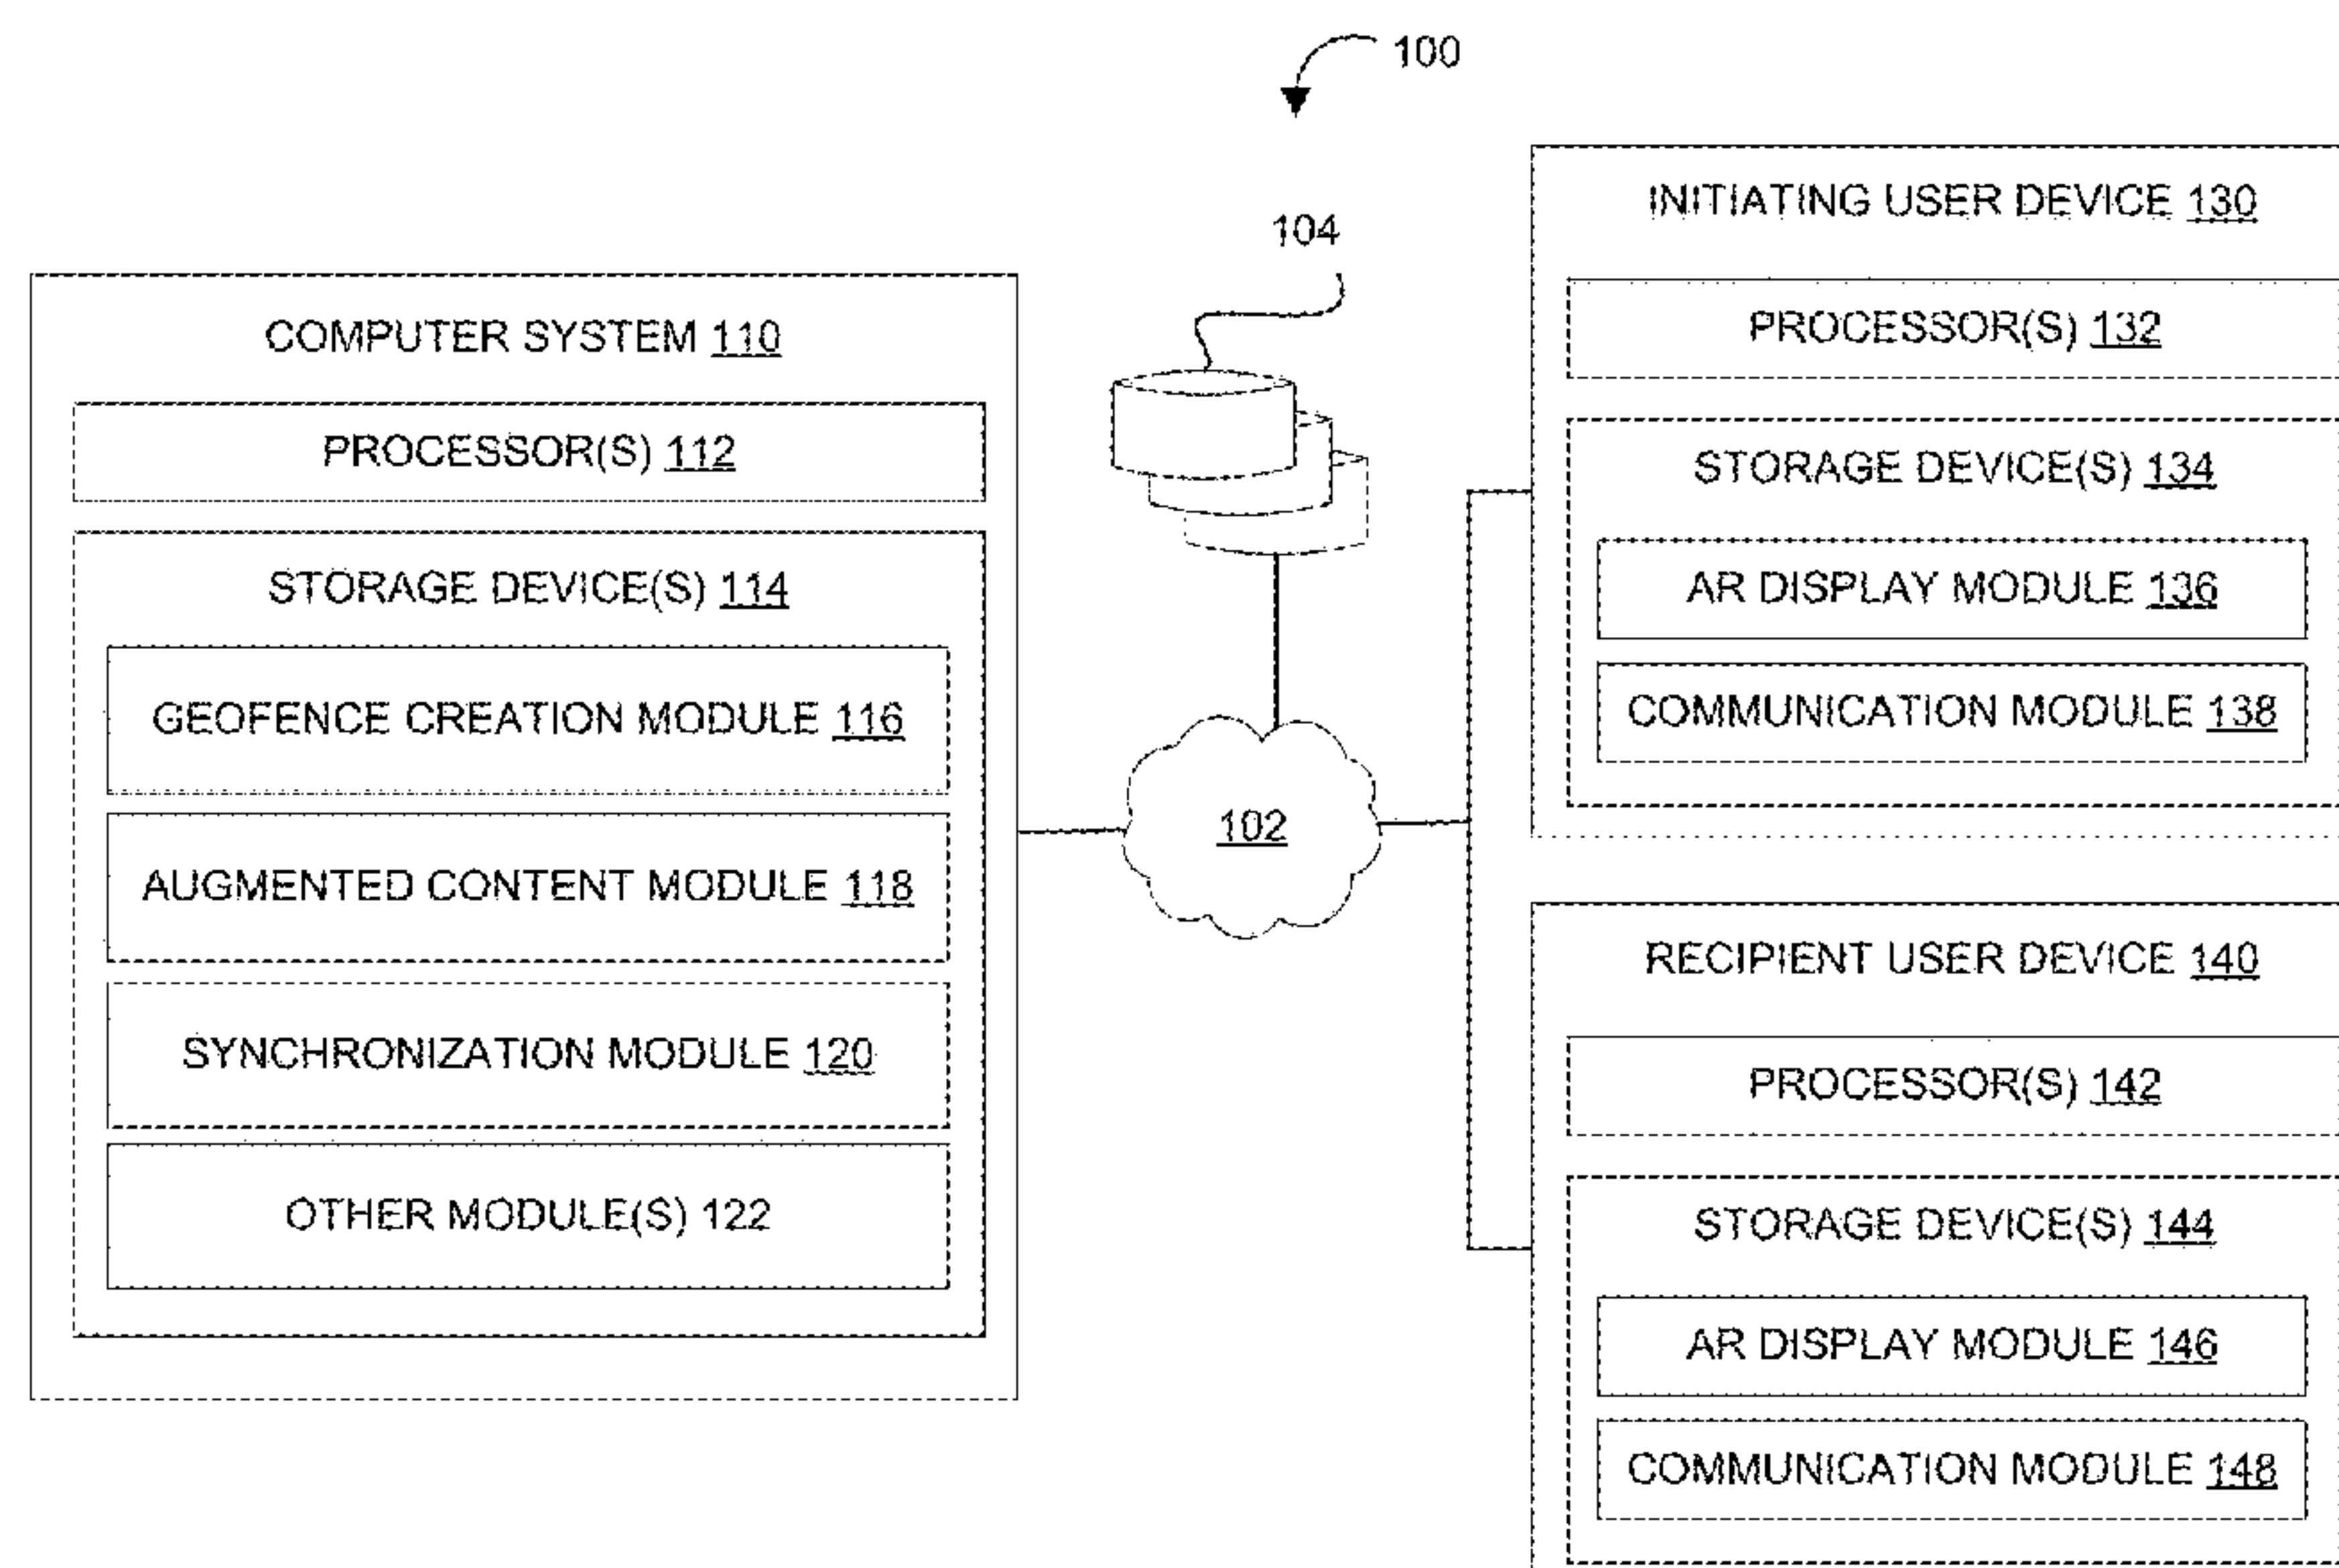 100
104
COMPUTER SYSTEM 110
PROCESSOR(S) 112
STORAGE DEVICE(S) 114
GEOFENCE CREATION MODULE 116
AUGMENTED CONTENT MODULE 118
SYNCHRONIZATION MODULE 120
OTHER MODULE(S) 122
102
INITIATING USER DEVICE 130
PROCESSOR(S) 132
STORAGE DEVICE(S) 134
AR DISPLAY MODULE 136
COMMUNICATION MODULE 138
RECIPIENT USER DEVICE 140
PROCESSOR(S) 142
STORAGE DEVICE(S) 144
AR DISPLAY MODULE 146
COMMUNICATION MODULE 148